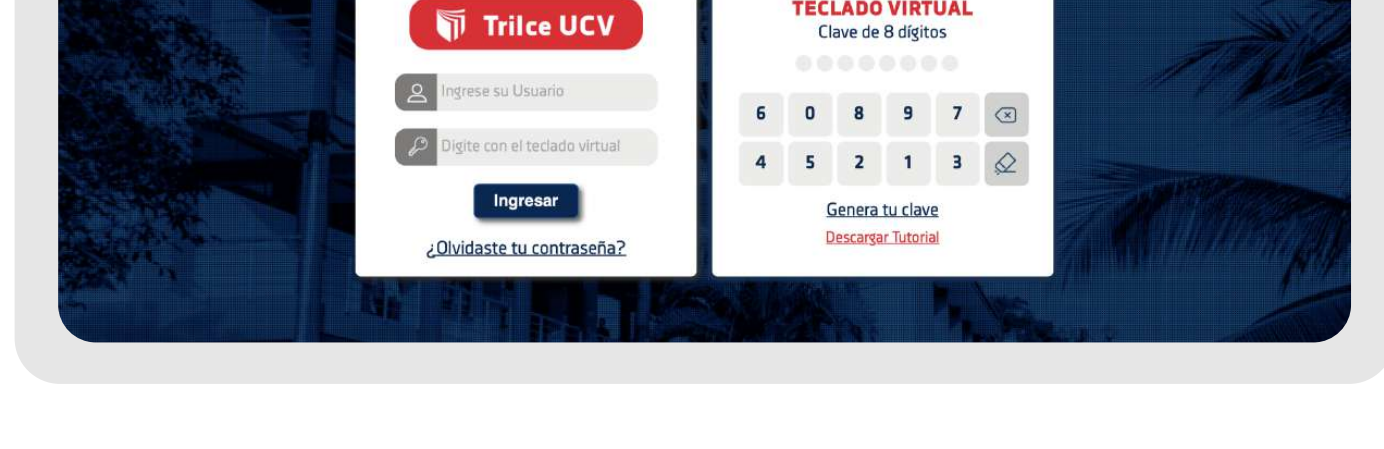 Trilce UCV
Ingrese su Usuario
Digite con el teclado virtual
Ingresar
¿Olvidaste tu contraseña?
TECLADO VIRTUAL
Clave de 8 dígitos
6 0 8 9 7
4 5 2 1 3
Genera tu clave
Descargar Tutorial